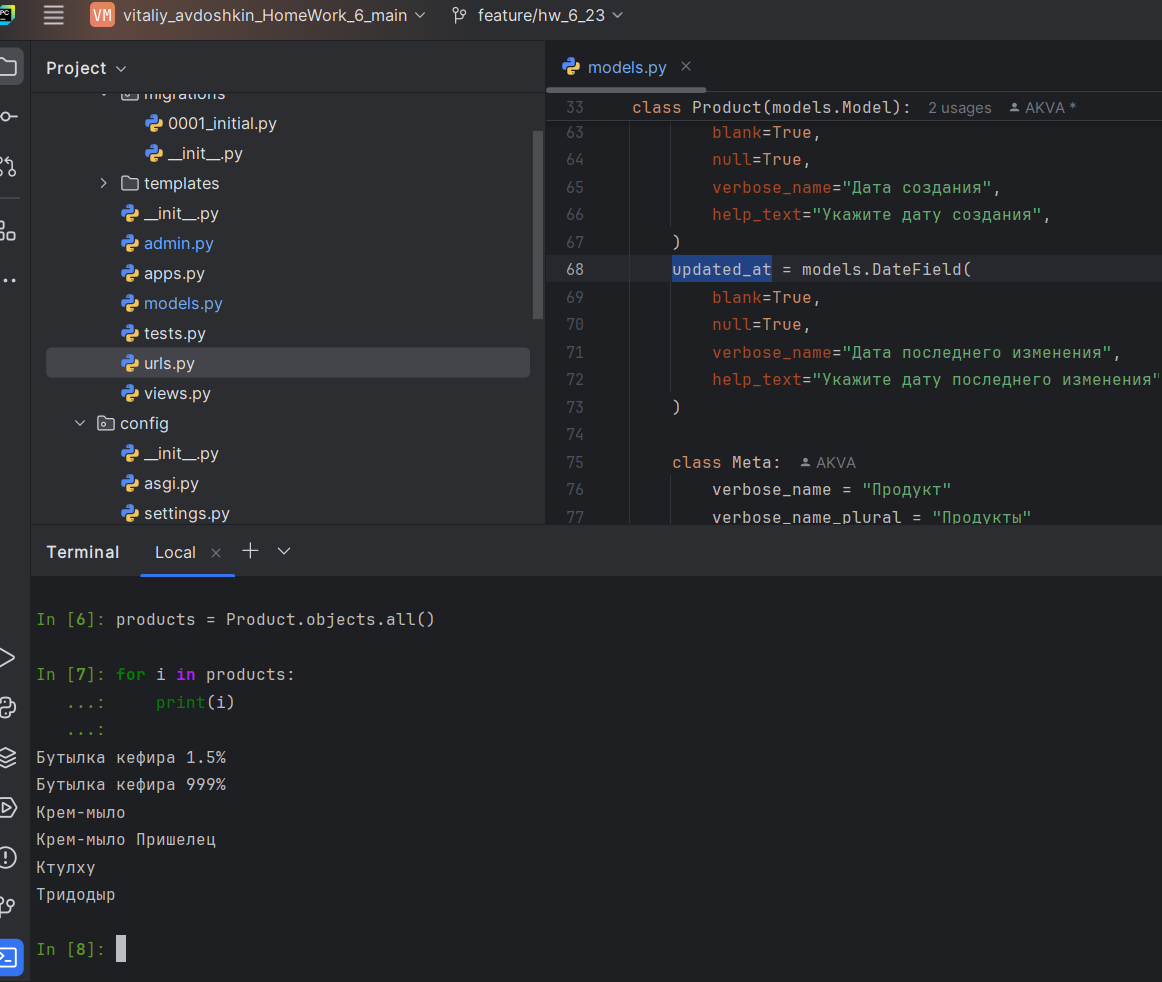 PC
VM vitaliy_avdoshkin_HomeWork_6_main feature/hw_6_23
Project
migrations
0001_initial.py
__init__.py
templates
__init__.py
admin.py
apps.py
models.py
tests.py
urls.py
views.py
config
__init__.py
asgi.py
settings.py
models.py
33 class Product(models.Model): 2 usages AKVA *
63 blank=True,
64 null=True,
65 verbose_name="Дата создания",
66 help_text="Укажите дату создания",
67 )
68 updated_at = models.DateField(
69 blank=True,
70 null=True,
71 verbose_name="Дата последнего изменения",
72 help_text="Укажите дату последнего изменения"
73 )
74
75 class Meta: AKVA
76 verbose_name = "Продукт"
77 verbose_name_plural = "Продукты"
Terminal Local
In [6]: products = Product.objects.all()
In [7]: for i in products:
...: print(i)
...:
Бутылка кефира 1.5%
Бутылка кефира 999%
Крем-мыло
Крем-мыло Пришелец
Ктулху
Тридодыр
In [8]: